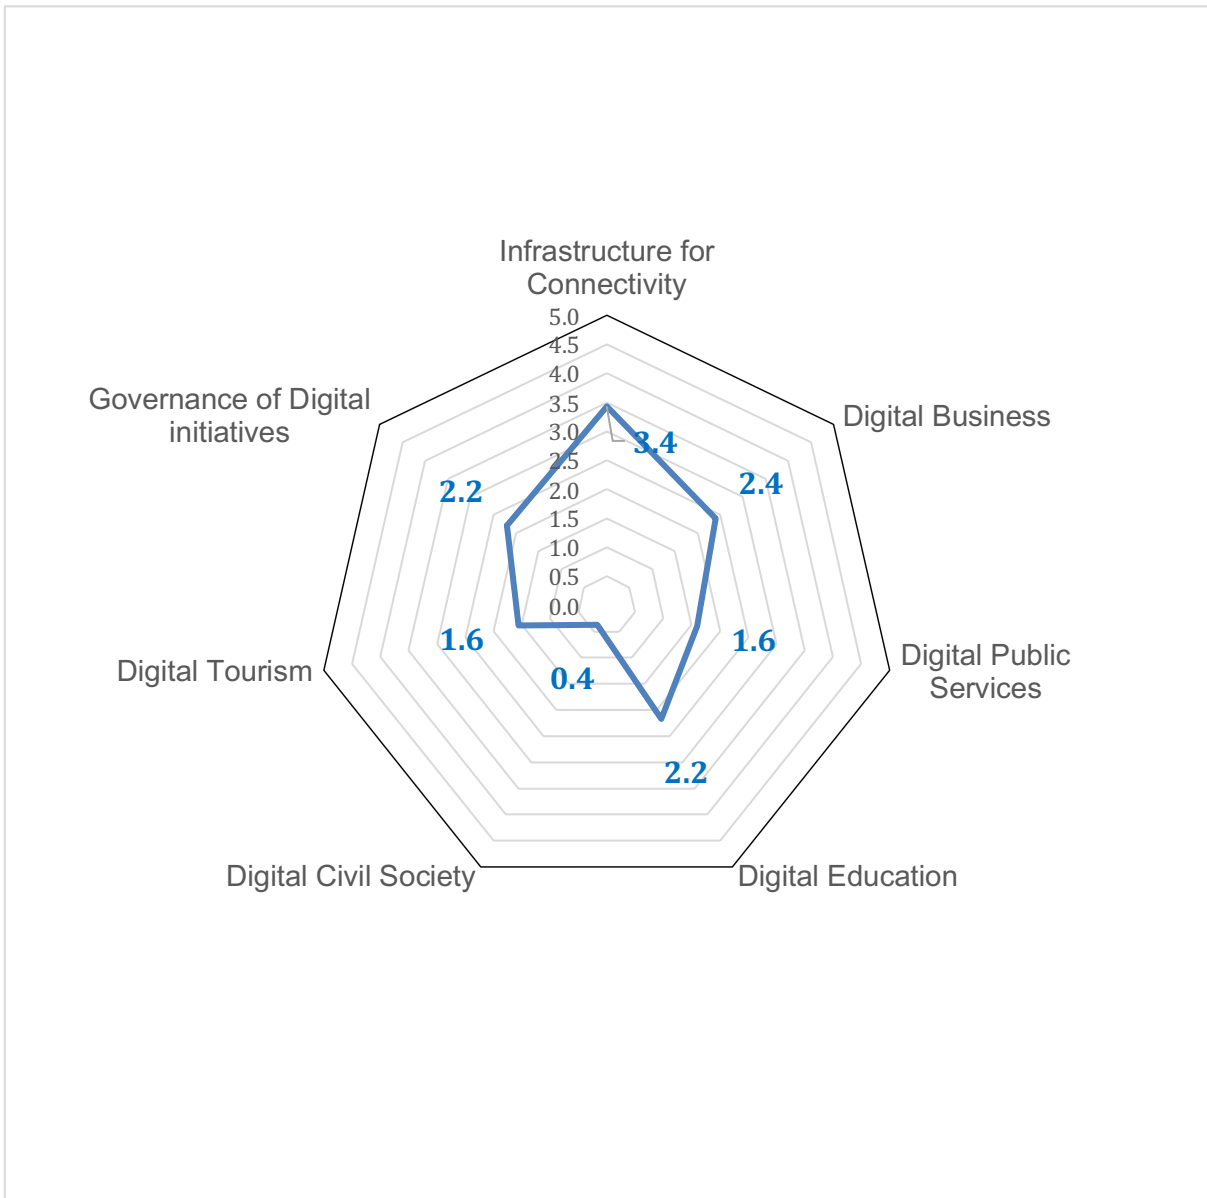 Infrastructure for
Connectivity
5.0
4.5
4.0
3.5
3.0
2.5
2.0
1.5
1.0
0.5
0.0
Governance of Digital
initiatives
Digital Business
3.4
2.4
2.2
1.6
1.6
0.4
2.2
Digital Tourism
Digital Public
Services
Digital Civil Society
Digital Education